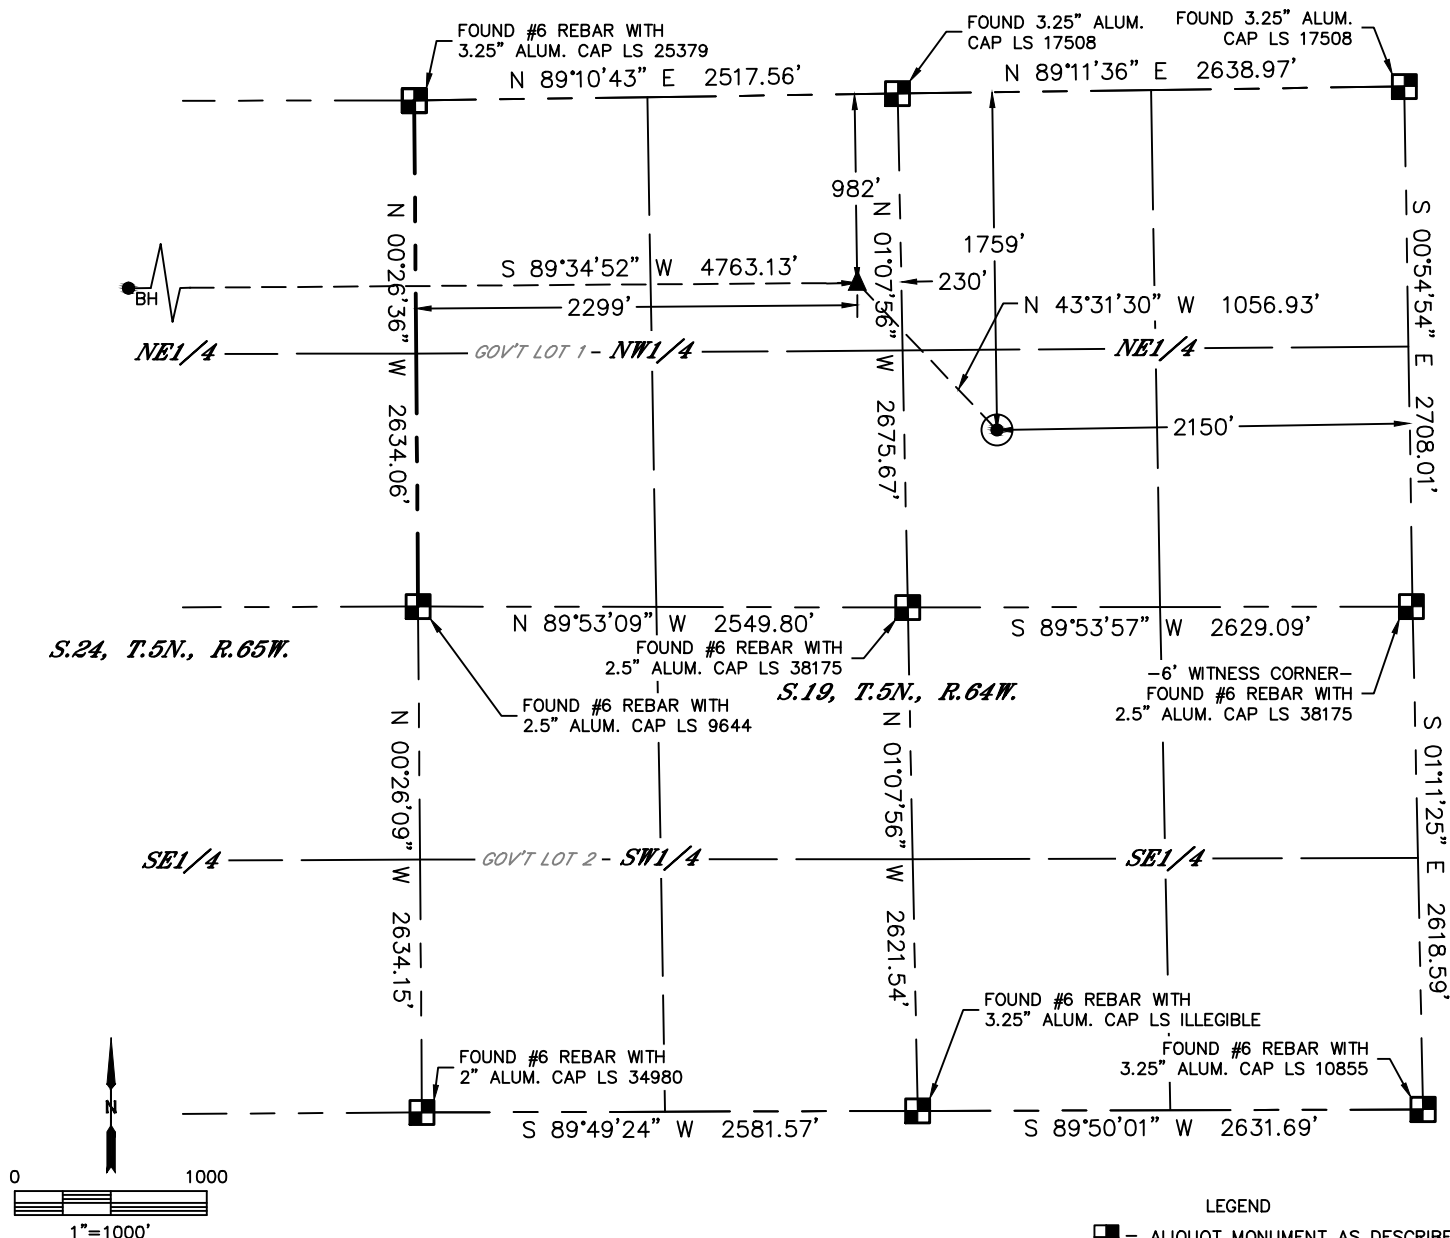 FOUND #6 REBAR WITH
3.25" ALUM. CAP LS 25379
FOUND 3.25" ALUM.
CAP LS 17508
FOUND 3.25" ALUM.
CAP LS 17508
N 89°10'43" E 2517.56'
N 89°11'36" E 2638.97'
982'
1759'
N 00°26'36" W 2634.06'
N 01°07'56" W 2675.67'
S 00°54'54" E 2708.01'
BH
S 89°34'52" W 4763.13'
230'
2299'
N 43°31'30" W 1056.93'
NE1/4
GOV'T LOT 1
NW1/4
NE1/4
2150'
N 89°53'09" W 2549.80'
S 89°53'57" W 2629.09'
S.24, T.5N., R.65W.
FOUND #6 REBAR WITH
2.5" ALUM. CAP LS 38175
-6' WITNESS CORNER-
FOUND #6 REBAR WITH
2.5" ALUM. CAP LS 38175
S.19, T.5N., R.64W.
FOUND #6 REBAR WITH
2.5" ALUM. CAP LS 9644
N 00°26'09" W 2634.15'
N 01°07'56" W 2621.54'
S 01°11'25" E 2618.59'
SE1/4
GOV'T LOT 2
SW1/4
SE1/4
FOUND #6 REBAR WITH
3.25" ALUM. CAP LS ILLEGIBLE
FOUND #6 REBAR WITH
2" ALUM. CAP LS 34980
FOUND #6 REBAR WITH
3.25" ALUM. CAP LS 10855
N
S 89°49'24" W 2581.57'
S 89°50'01" W 2631.69'
0 1000
1"=1000'
LEGEND
- ALIQUOT MONUMENT AS DESCRIBE